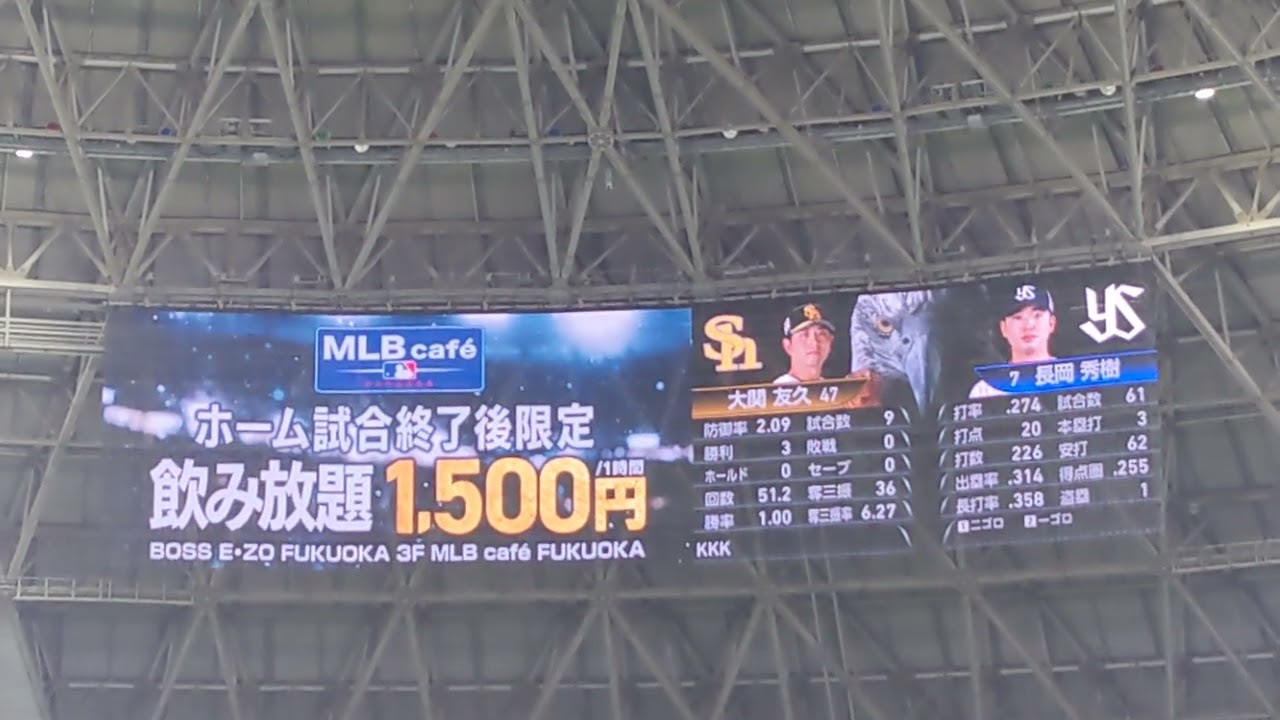 MLB café
ホーム試合終了後限定
飲み放題 1,500円 /1時間
BOSS E・ZO FUKUOKA 3F MLB café FUKUOKA
Sh
大関 友久 47
防御率 2.09 試合数 9
勝利 3 敗戦 0
ホールド 0 セーブ 0
回数 51.2 奪三振 36
勝率 1.00 奪三振率 6.27
KKK
YS
7 長岡 秀樹
打率 .274 試合数 61
打点 20 本塁打 3
打数 226 安打 62
出塁率 .314 得点圏 .255
長打率 .358 盗塁 1
1 ニゴロ 2 一ゴロ